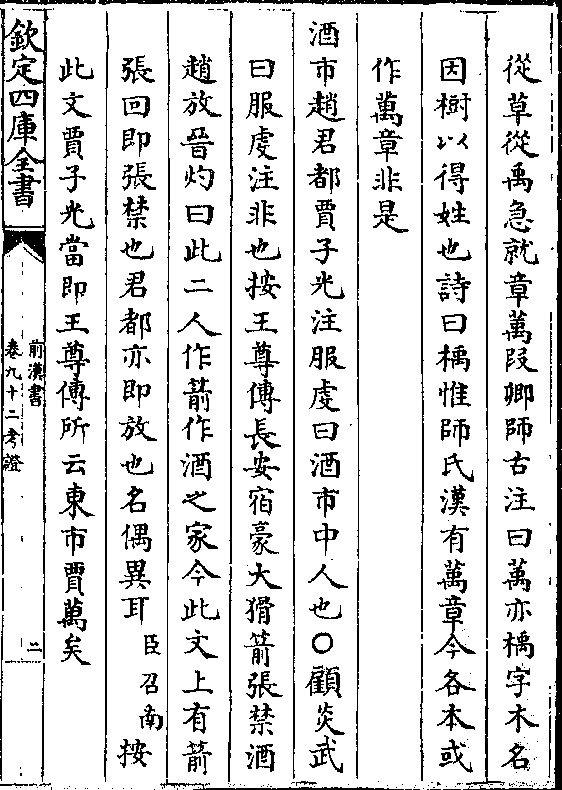 從草從禹急就章萬段卿師古注曰萬亦楀字木名
因樹以得姓也詩曰楀惟師氏漢有萬章今各本或
作萬章非是
酒市趙君都賈子光注服虔曰酒市中人也○顧炎武
曰服虔注非也按王尊傳長安宿豪大猾箭張禁酒
趙放晉灼曰此二人作箭作酒之家今此文上有箭
張回即張禁也君都亦即放也名偶異耳臣召南按
此文賈子光當即王尊傳所云東市賈萬矣
欽定四庫全書
前漢書
卷九十二考證
二